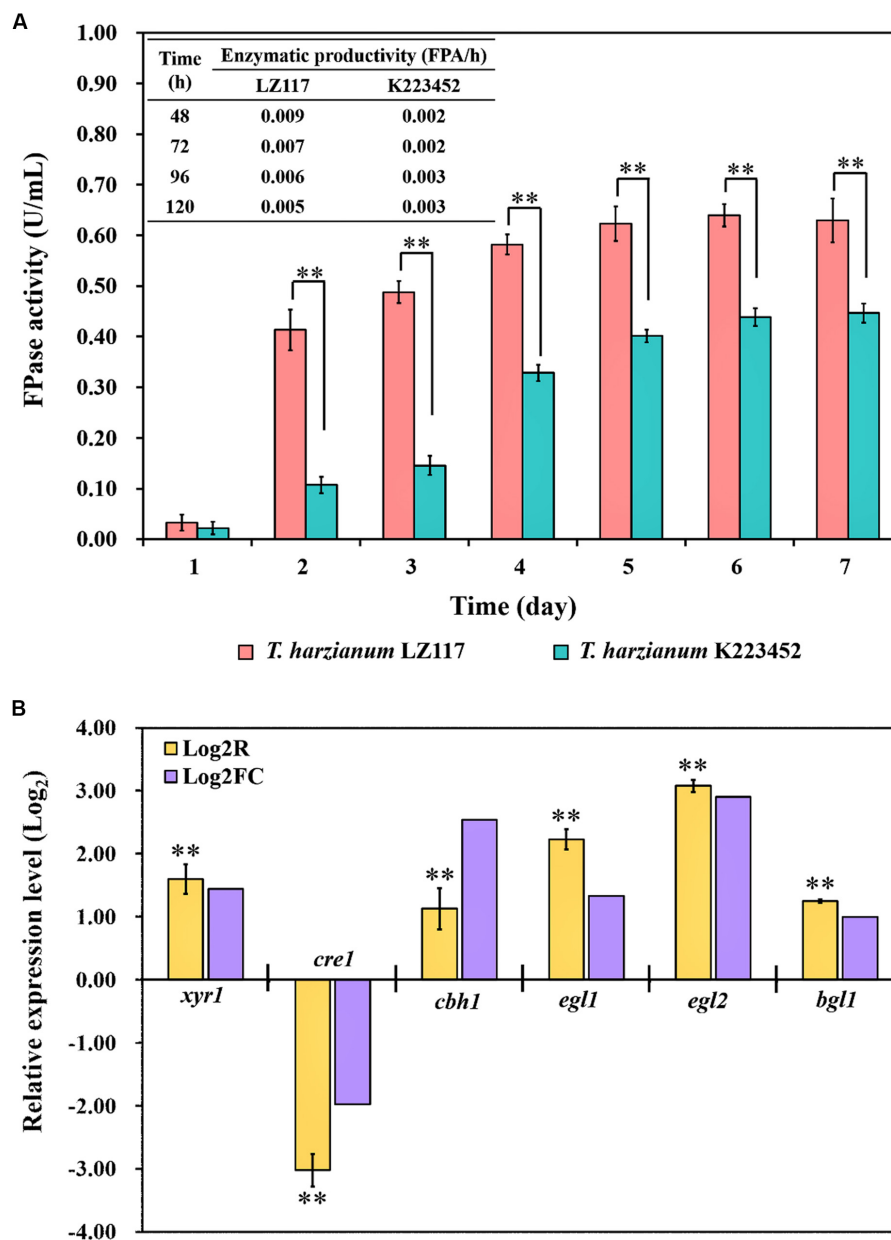 A
FPase activity (U/mL)
1.00
0.90
0.80
0.70
0.60
0.50
0.40
0.30
0.20
0.10
0.00
Time (h) Enzymatic productivity (FPA/h)
LZ117 K223452
48 0.009 0.002
72 0.007 0.002
96 0.006 0.003
120 0.005 0.003
** ** ** ** ** **
1 2 3 4 5 6 7
Time (day)
T. harzianum LZ117 T. harzianum K223452
B
Relative expression level (Log2)
4.00
3.00
2.00
1.00
0.00
-1.00
-2.00
-3.00
-4.00
Log2R
Log2FC
** ** ** ** ** **
xyr1 cre1 cbh1 egl1 egl2 bgl1